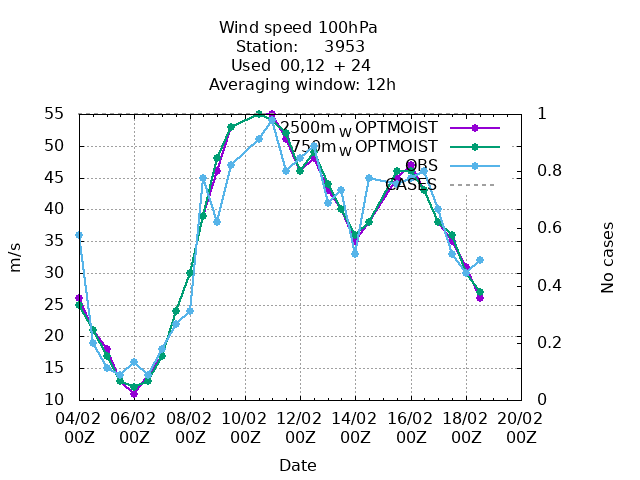 Wind speed 100hPa
Station: 3953
Used 00,12 + 24
Averaging window: 12h
2500m W OPTMOIST
750m W OPTMOIST
OBS
CASES
55
50
45
40
35
30
25
20
15
10
1
0.8
0.6
0.4
0.2
0
m/s
No cases
04/02 06/02 08/02 10/02 12/02 14/02 16/02 18/02 20/02
00Z 00Z 00Z 00Z 00Z 00Z 00Z 00Z 00Z
Date